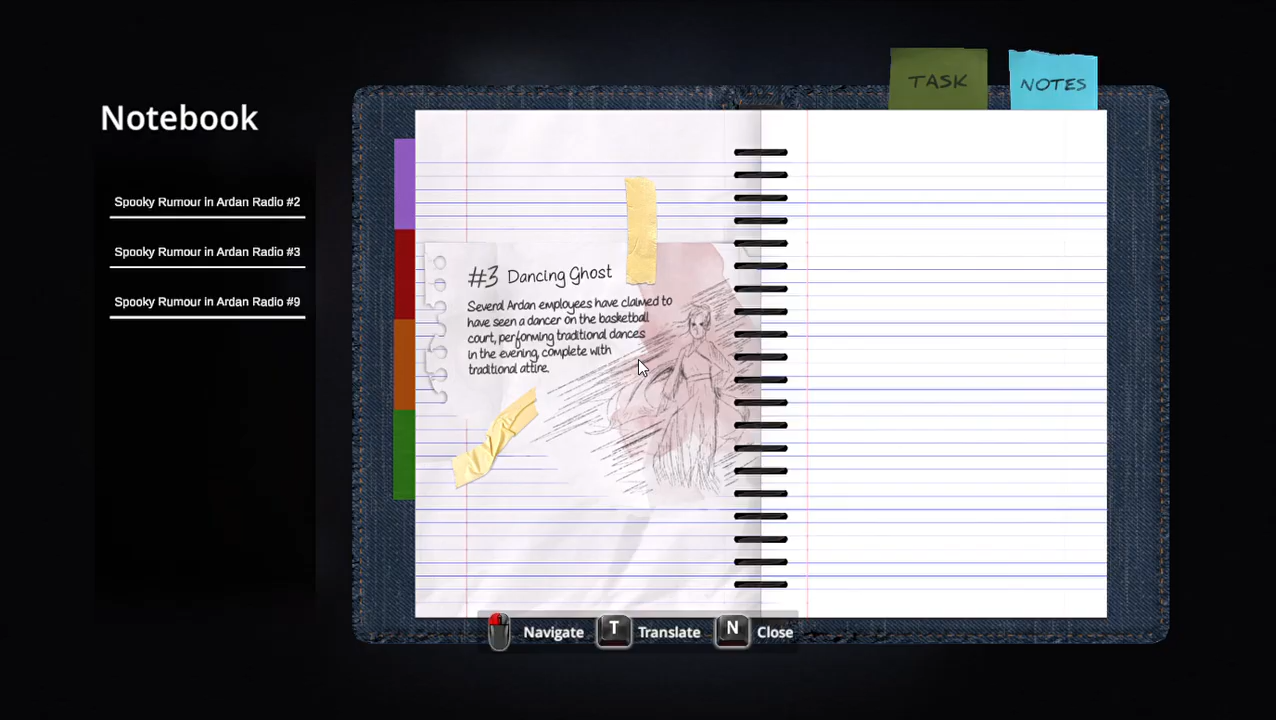 TASK
NOTES
Notebook
Spooky Rumour in Ardan Radio #2
Spooky Rumour in Ardan Radio #3
Spooky Rumour in Ardan Radio #9
#3 Dancing Ghost
Several Ardan employees have claimed to
have seen a dancer on the basketball
court, performing traditional dances
in the evening, complete with
traditional attire.
Navigate
T Translate
N Close